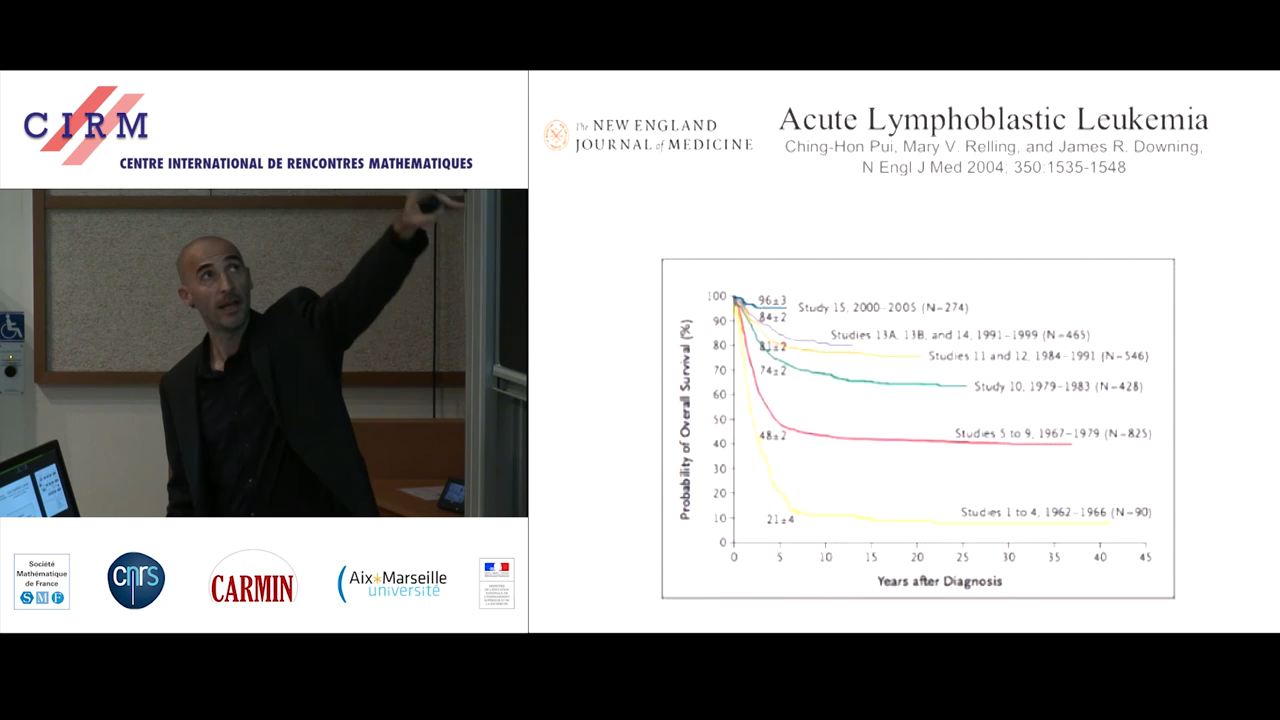 CIRM
CENTRE INTERNATIONAL DE RENCONTRES MATHEMATIQUES
Société
Mathématique
de France
SMF
cnrs
CARMIN
Aix*Marseille
université
The NEW ENGLAND
JOURNAL of MEDICINE
Acute Lymphoblastic Leukemia
Ching-Hon Pui, Mary V. Relling, and James R. Downing,
N Engl J Med 2004; 350:1535-1548
Probability of Overall Survival (%)
100
90
80
70
60
50
40
30
20
10
0
96±3
84±2
81±2
74±2
48±2
21±4
Study 15, 2000–2005 (N=274)
Studies 13A, 13B, and 14, 1991–1999 (N=465)
Studies 11 and 12, 1984–1991 (N=546)
Study 10, 1979–1983 (N=428)
Studies 5 to 9, 1967–1979 (N=825)
Studies 1 to 4, 1962–1966 (N=90)
0 5 10 15 20 25 30 35 40 45
Years after Diagnosis